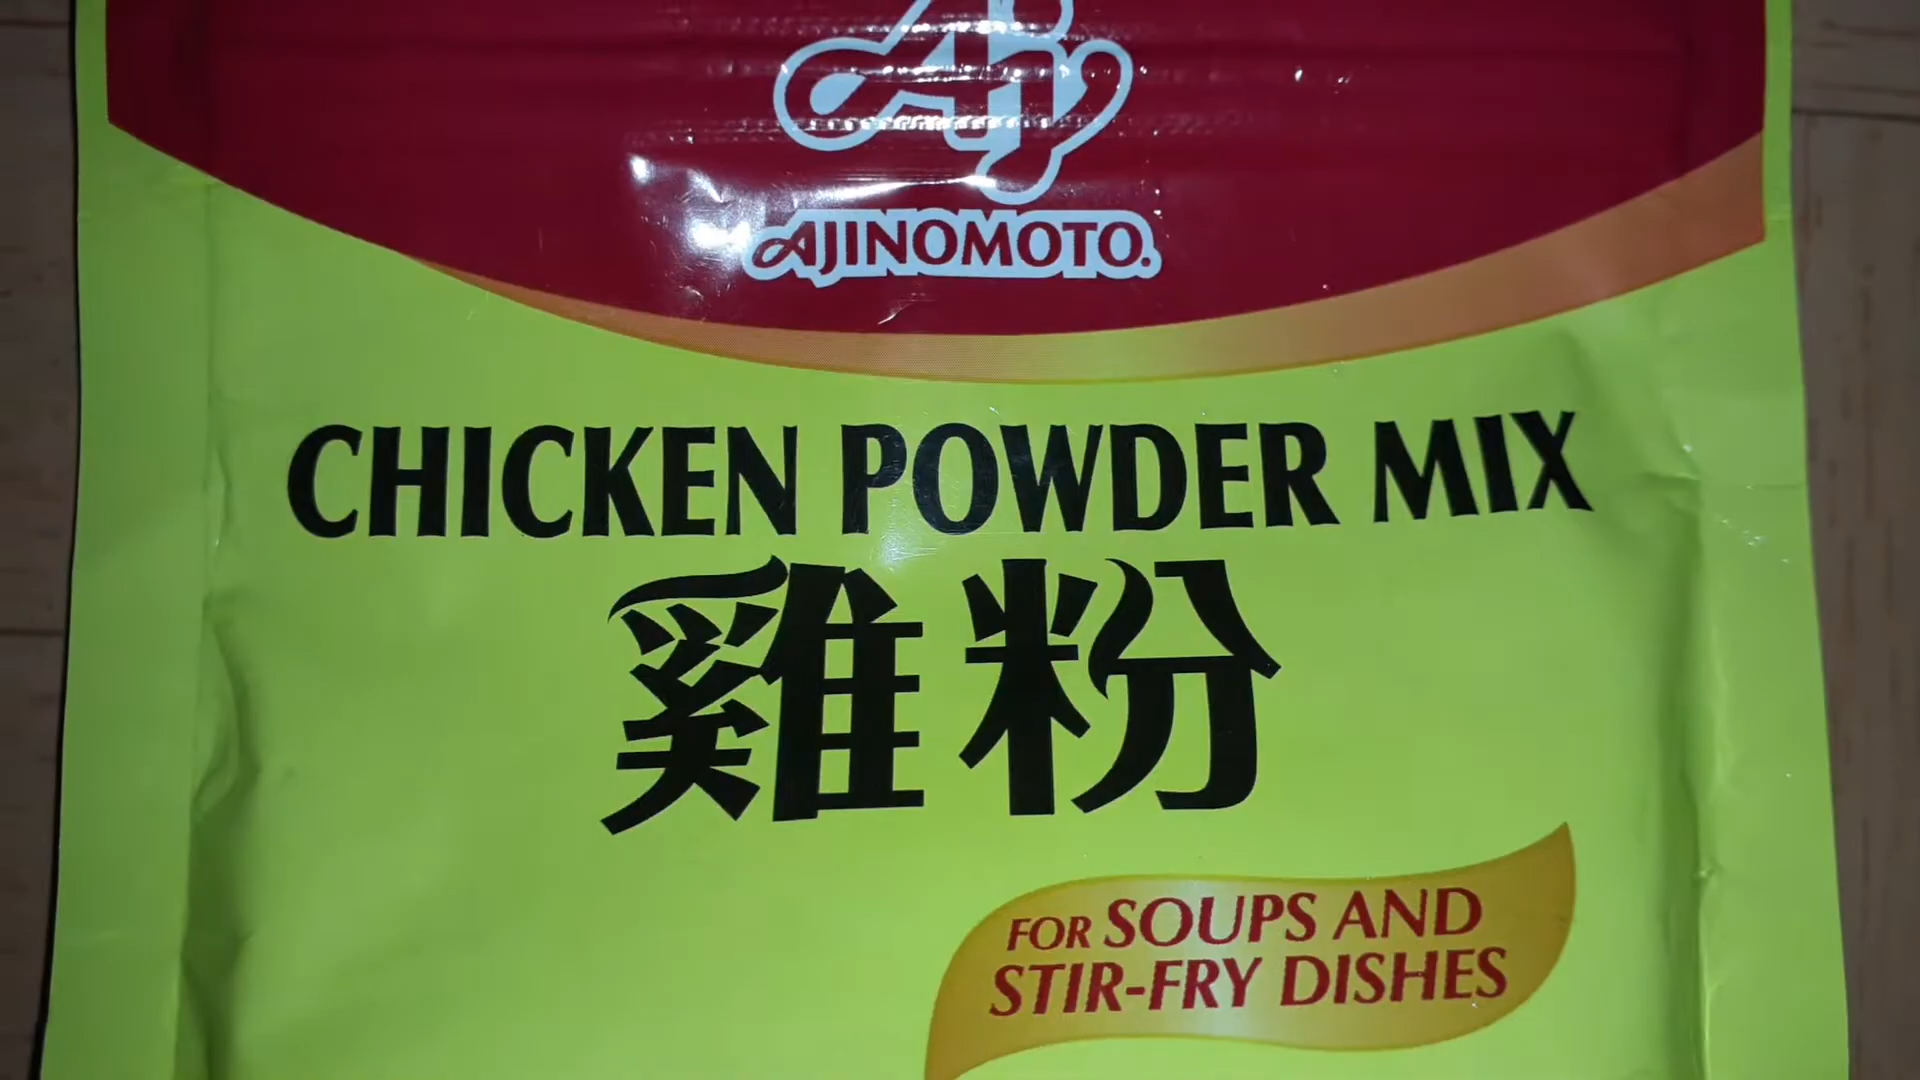 AJINOMOTO.
CHICKEN POWDER MIX
雞粉
FOR SOUPS AND
STIR-FRY DISHES